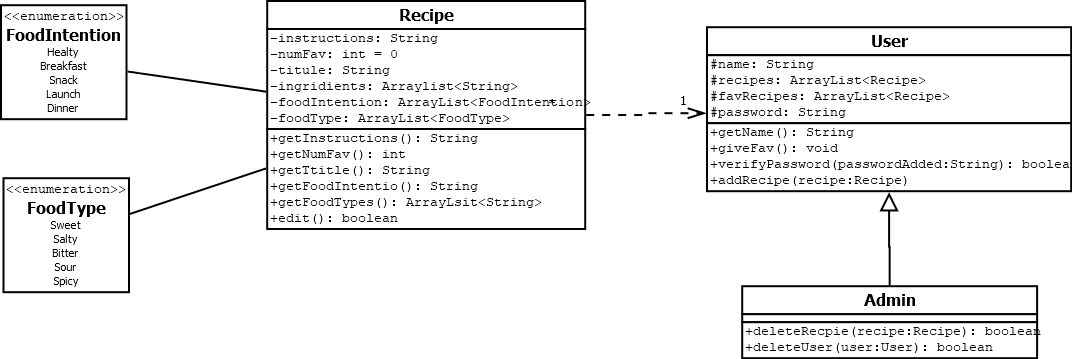 <<enumeration>>
FoodIntention
Healty
Breakfast
Snack
Launch
Dinner
<<enumeration>>
FoodType
Sweet
Salty
Bitter
Sour
Spicy
Recipe
-instructions: String
-numFav: int = 0
-titule: String
-ingridients: Arraylist<String>
-foodIntention: ArrayList<FoodIntention>
-foodType: ArrayList<FoodType>
+getInstructions(): String
+getNumFav(): int
+getTtitle(): String
+getFoodIntentio(): String
+getFoodTypes(): ArrayLsit<String>
+edit(): boolean
*
1
User
#name: String
#recipes: ArrayList<Recipe>
#favRecipes: ArrayList<Recipe>
#password: String
+getName(): String
+giveFav(): void
+verifyPassword(passwordAdded:String): boolean
+addRecipe(recipe:Recipe)
Admin
+deleteRecpie(recipe:Recipe): boolean
+deleteUser(user:User): boolean